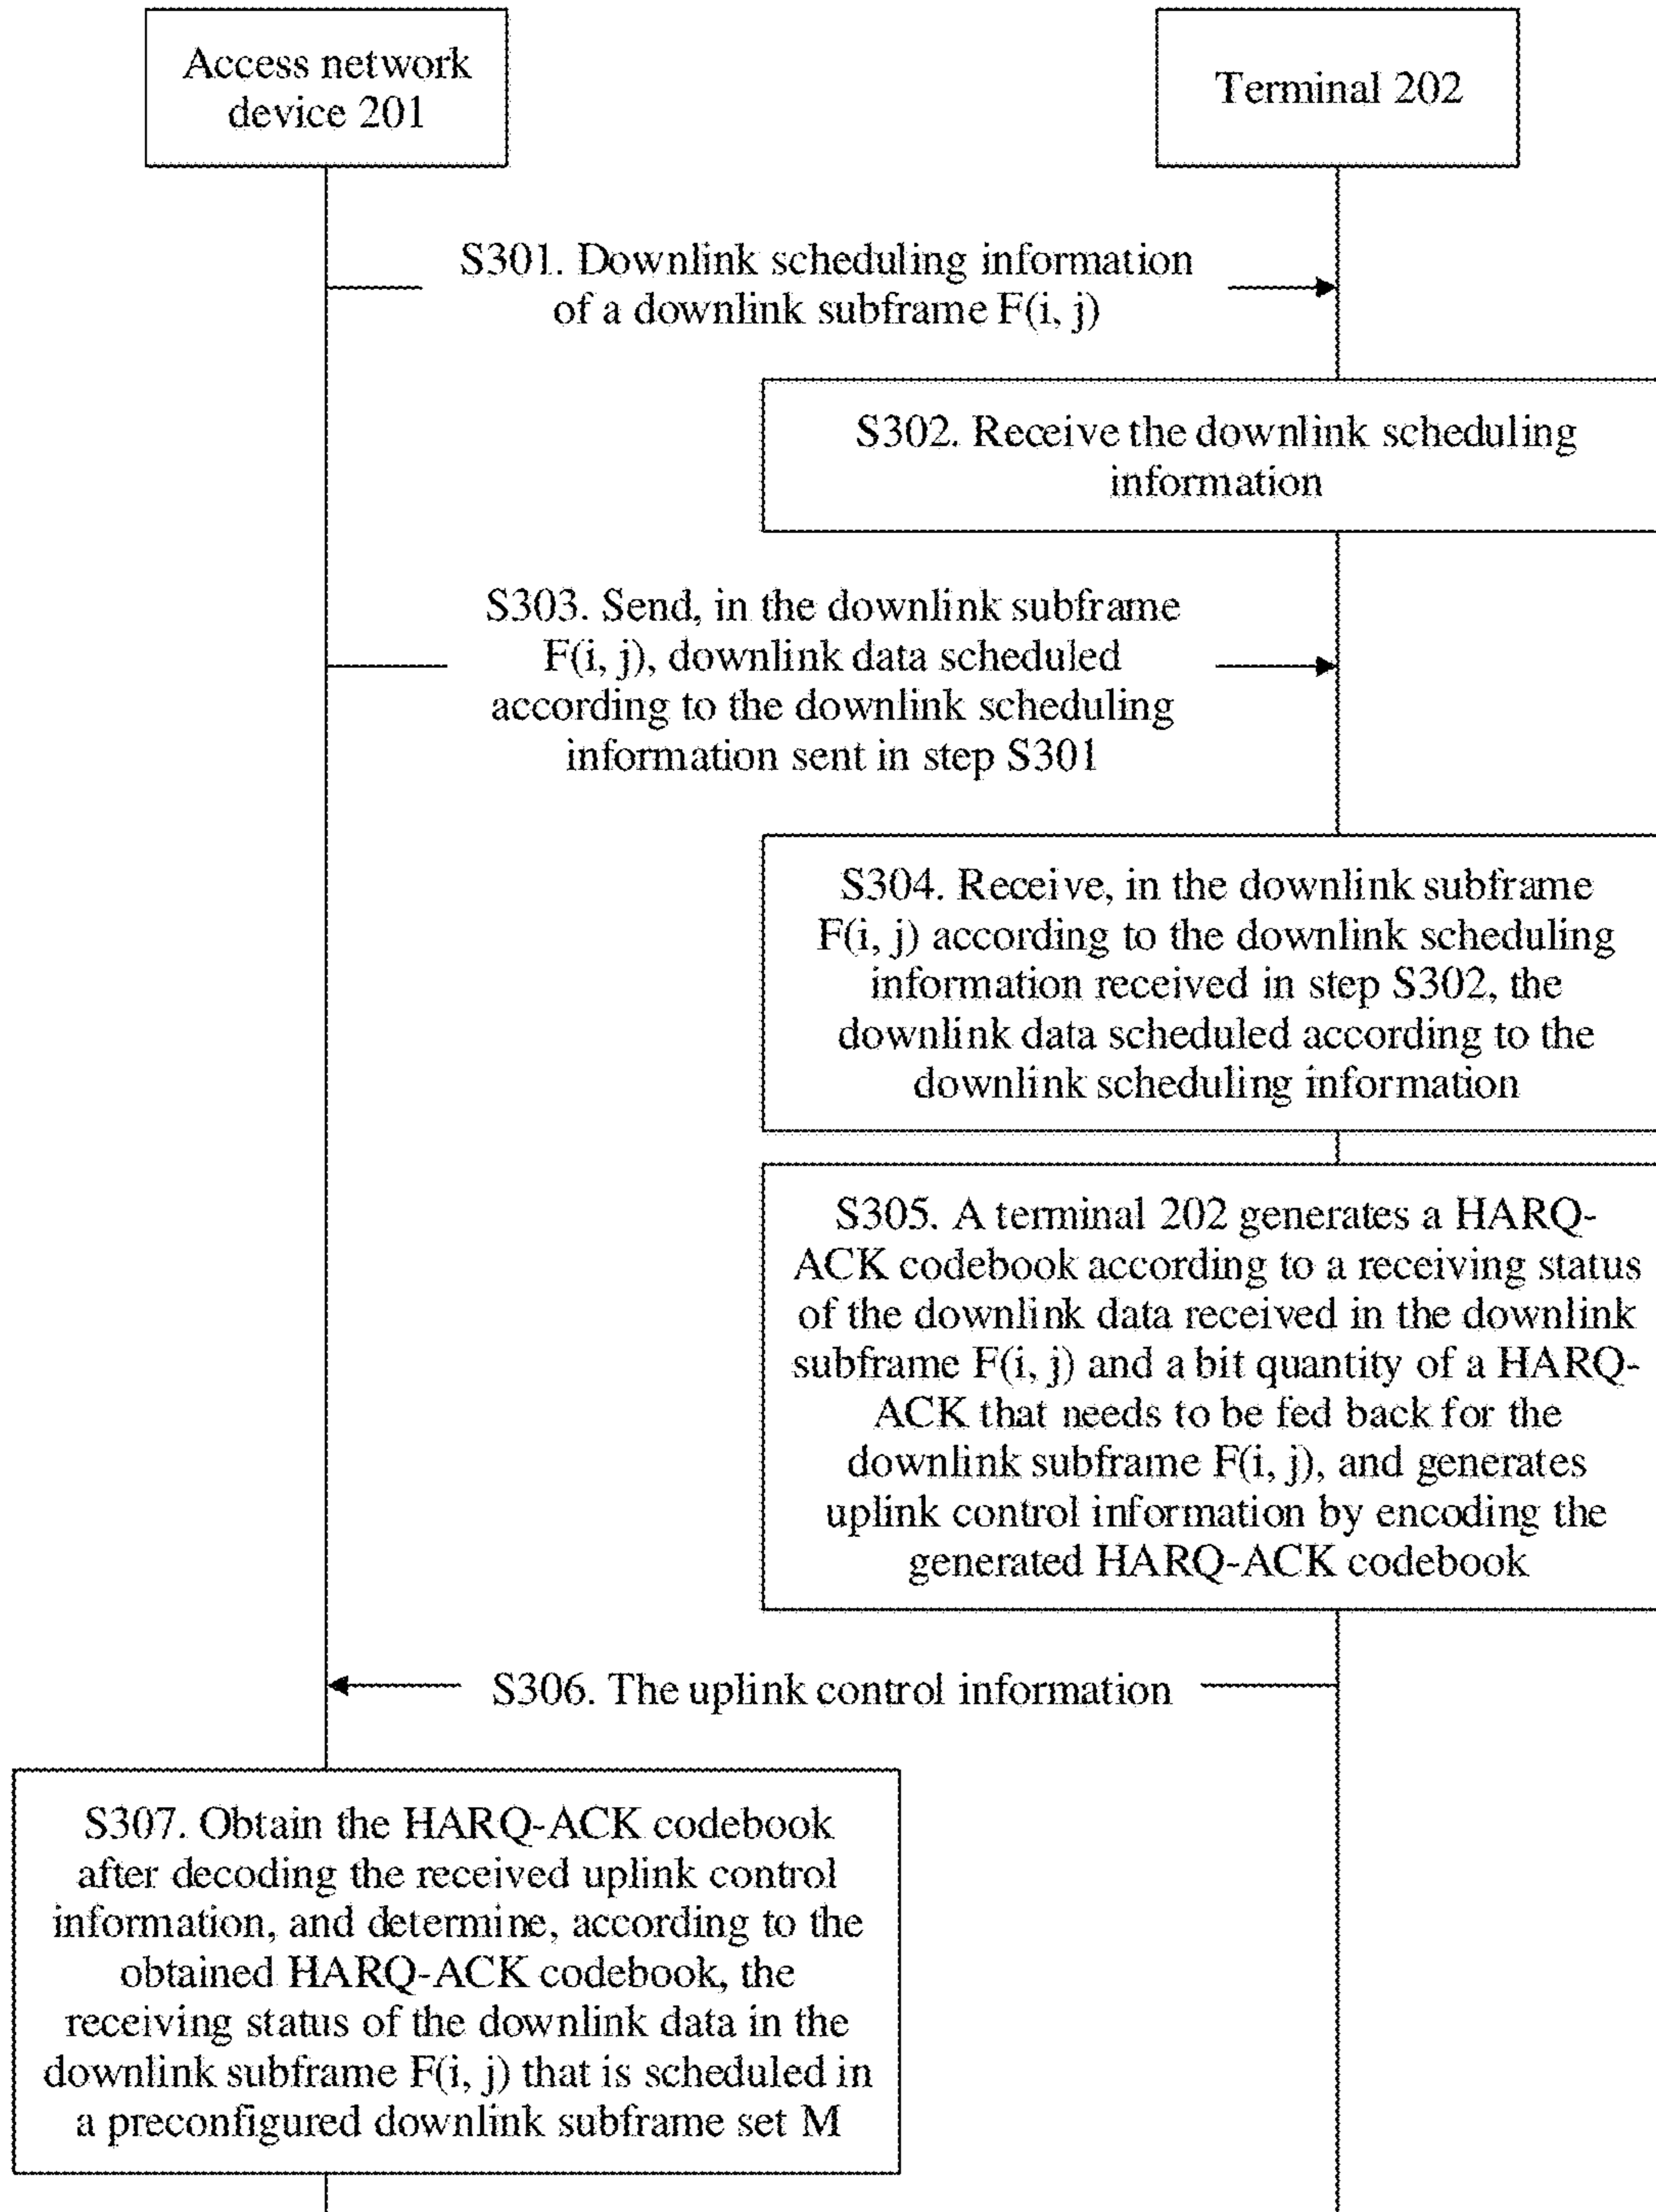 Access network
device 201
Terminal 202
S301. Downlink scheduling information
of a downlink subframe F(i, j)
S302. Receive the downlink scheduling
information
S303. Send, in the downlink subframe
F(i, j), downlink data scheduled
according to the downlink scheduling
information sent in step S301
S304. Receive, in the downlink subframe
F(i, j) according to the downlink scheduling
information received in step S302, the
downlink data scheduled according to the
downlink scheduling information
S305. A terminal 202 generates a HARQ-
ACK codebook according to a receiving status
of the downlink data received in the downlink
subframe F(i, j) and a bit quantity of a HARQ-
ACK that needs to be fed back for the
downlink subframe F(i, j), and generates
uplink control information by encoding the
generated HARQ-ACK codebook
S306. The uplink control information
S307. Obtain the HARQ-ACK codebook
after decoding the received uplink control
information, and determine, according to the
obtained HARQ-ACK codebook, the
receiving status of the downlink data in the
downlink subframe F(i, j) that is scheduled in
a preconfigured downlink subframe set M